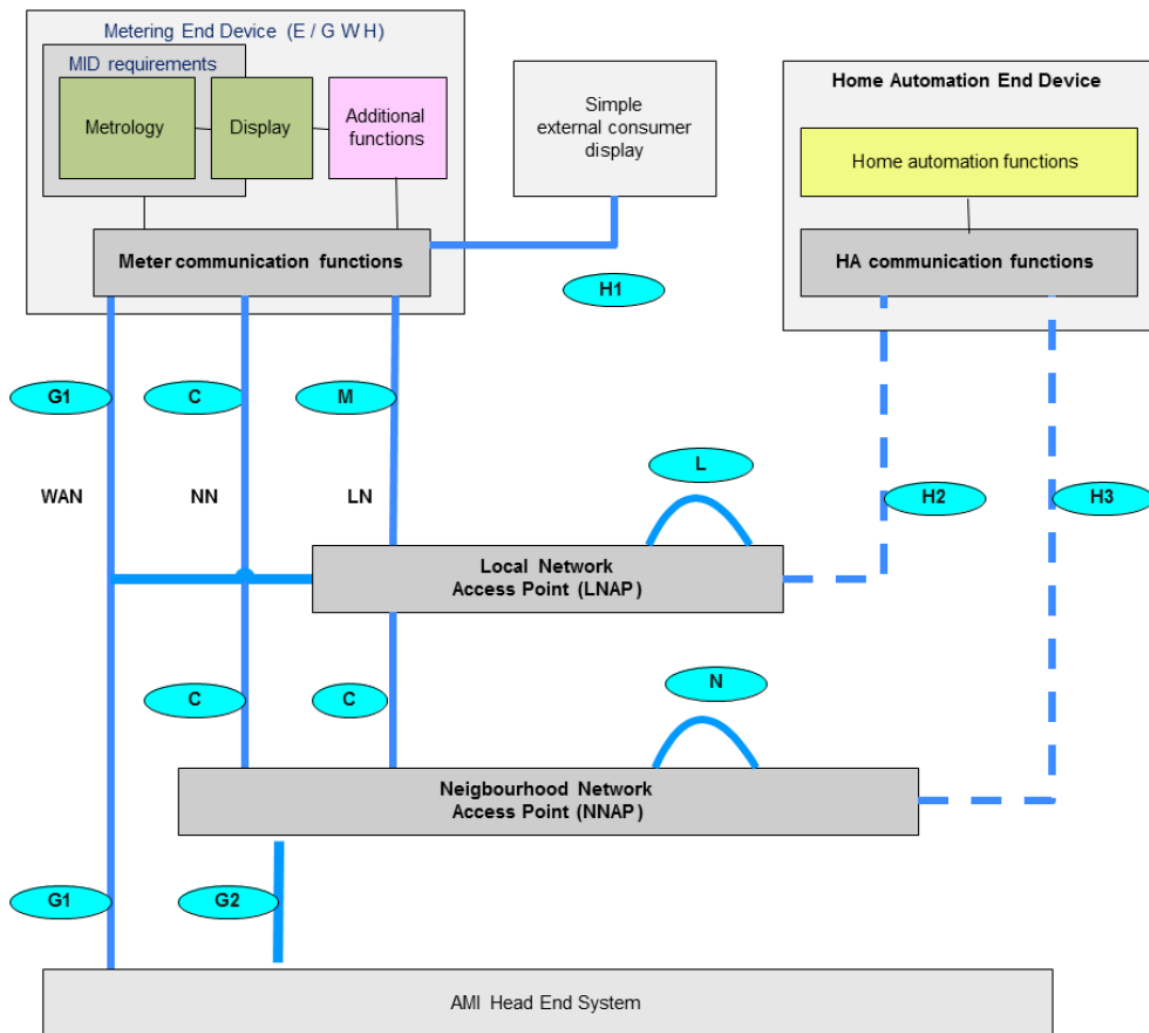 Metering End Device (E / G W H)
MID requirements
Metrology
Display
Additional
functions
Meter communication functions
Simple
external consumer
display
Home Automation End Device
Home automation functions
HA communication functions
H1
G1
C
M
WAN
NN
LN
L
H2
H3
Local Network
Access Point (LNAP)
C
C
N
Neigbourhood Network
Access Point (NNAP)
G1
G2
AMI Head End System